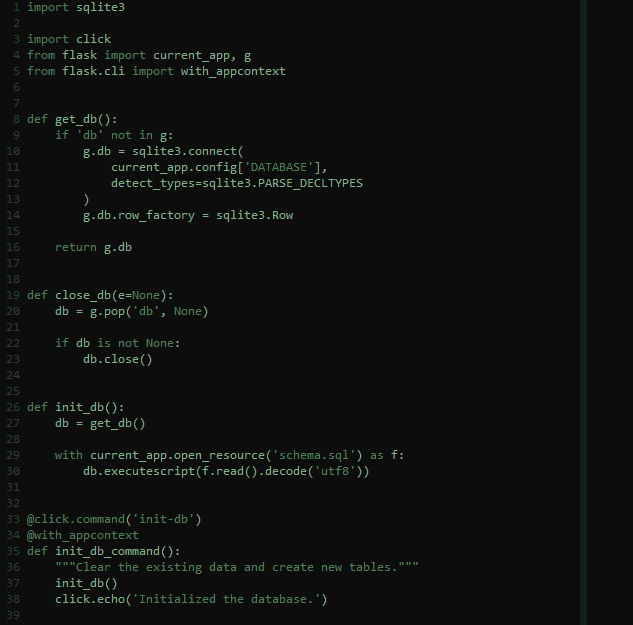 1 import sqlite3
2
3 import click
4 from flask import current_app, g
5 from flask.cli import with_appcontext
6
7
8 def get_db():
9     if 'db' not in g:
10         g.db = sqlite3.connect(
11             current_app.config['DATABASE'],
12             detect_types=sqlite3.PARSE_DECLTYPES
13         )
14         g.db.row_factory = sqlite3.Row
15
16     return g.db
17
18
19 def close_db(e=None):
20     db = g.pop('db', None)
21
22     if db is not None:
23         db.close()
24
25
26 def init_db():
27     db = get_db()
28
29     with current_app.open_resource('schema.sql') as f:
30         db.executescript(f.read().decode('utf8'))
31
32
33 @click.command('init-db')
34 @with_appcontext
35 def init_db_command():
36     """Clear the existing data and create new tables."""
37     init_db()
38     click.echo('Initialized the database.')
39